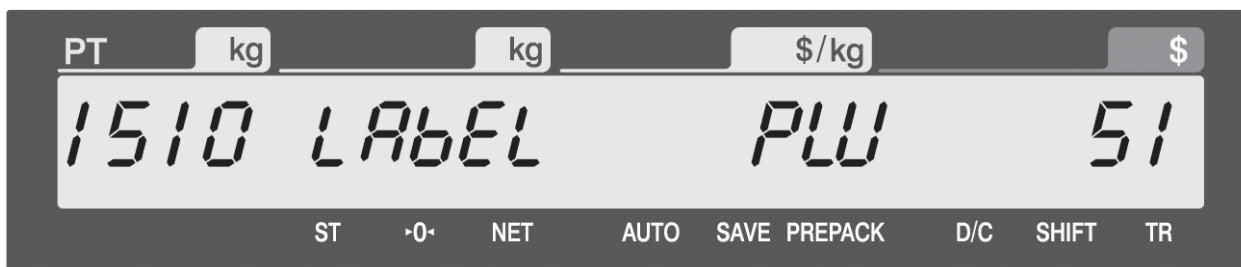 PT kg kg $/kg $
1510 LAbEL PLU 51
ST ▸0◂ NET AUTO SAVE PREPACK D/C SHIFT TR